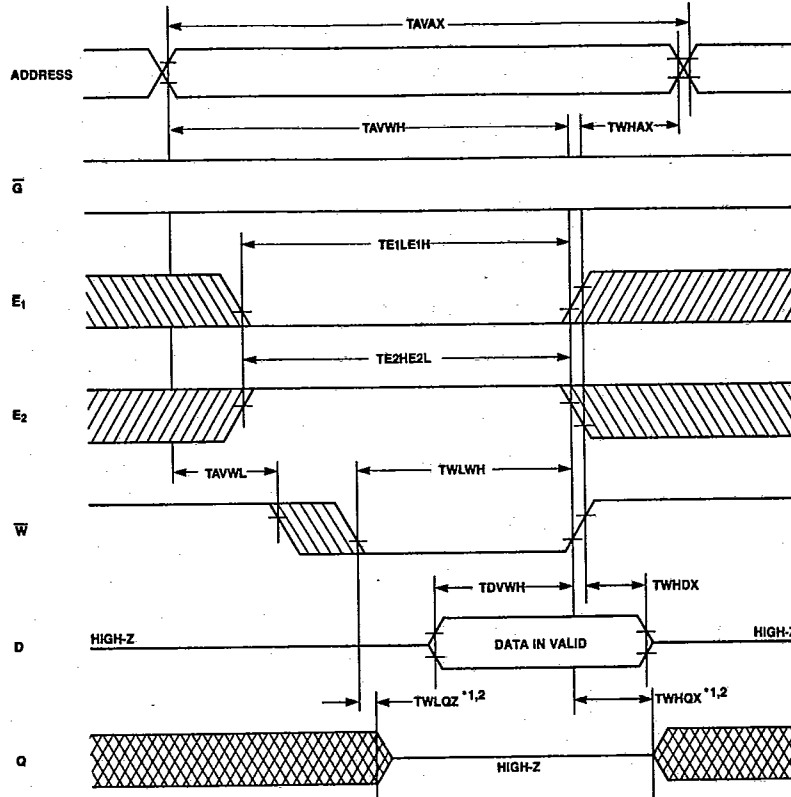 TAVAX
ADDRESS
TAVWH
TWHAX
G̅
TE1LE1H
E̅₁
TE2HE2L
E₂
TAVWL
TWLWH
W̅
TDVWH
TWHDX
HIGH-Z
DATA IN VALID
HIGH-Z
D
TWLQZ *1,2
TWHQX *1,2
Q
HIGH-Z